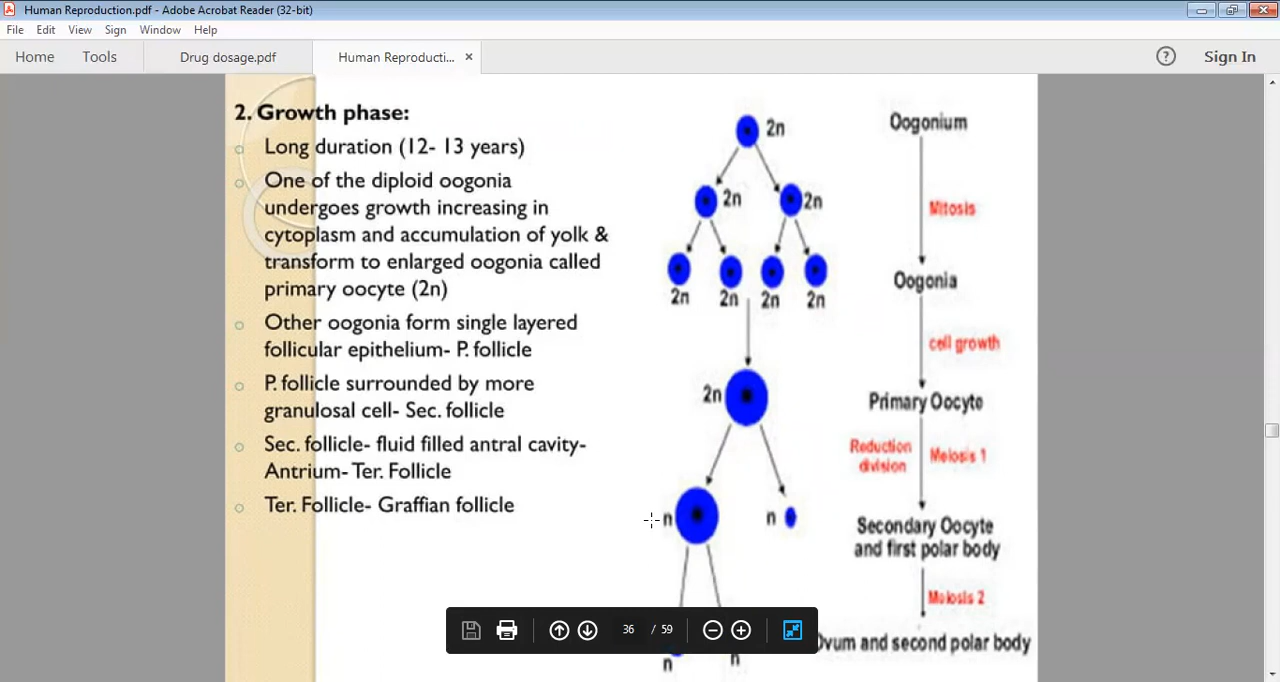 Human Reproduction.pdf - Adobe Acrobat Reader (32-bit)
File Edit View Sign Window Help
Home Tools Drug dosage.pdf Human Reproducti... × ? Sign In
2. Growth phase:
Long duration (12- 13 years)
One of the diploid oogonia
undergoes growth increasing in
cytoplasm and accumulation of yolk &
transform to enlarged oogonia called
primary oocyte (2n)
Other oogonia form single layered
follicular epithelium- P. follicle
P. follicle surrounded by more
granulosal cell- Sec. follicle
Sec. follicle- fluid filled antral cavity-
Antrium- Ter. Follicle
Ter. Follicle- Graffian follicle
2n
2n 2n
2n 2n 2n 2n
2n
n n
n n
Oogonium
Mitosis
Oogonia
cell growth
Primary Oocyte
Reduction
division
Meiosis 1
Secondary Oocyte
and first polar body
Meiosis 2
Ovum and second polar body
36 / 59